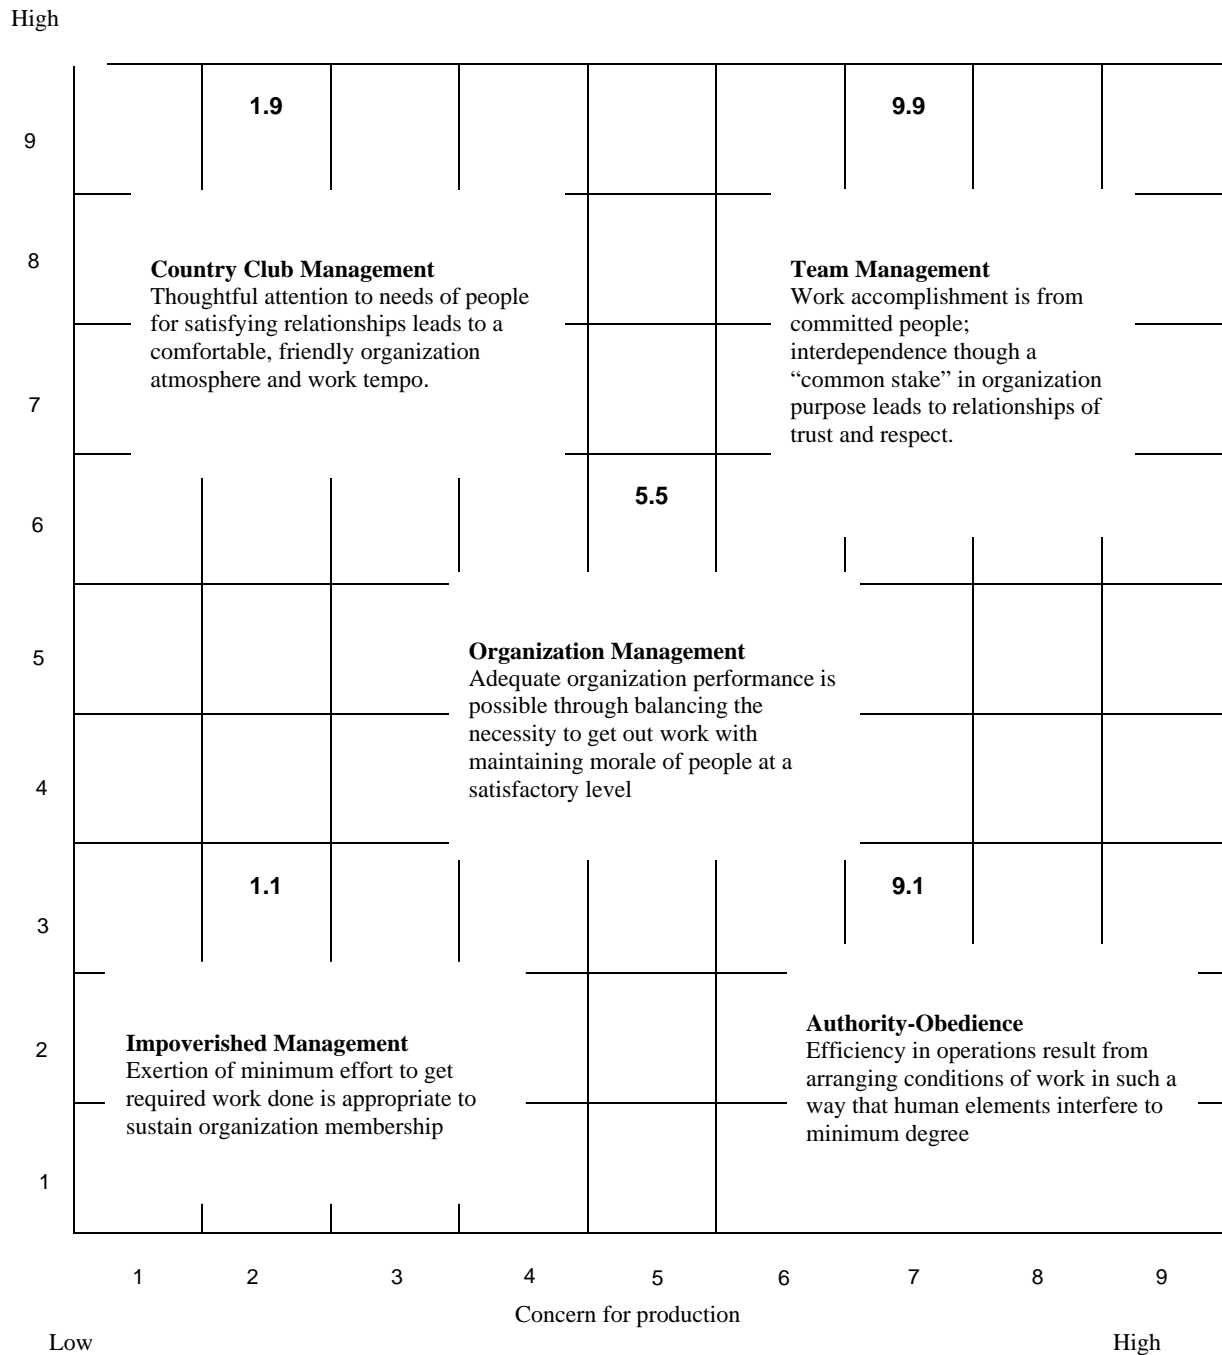 High
1.9
9.9
9
8
Country Club Management
Thoughtful attention to needs of people
for satisfying relationships leads to a
comfortable, friendly organization
atmosphere and work tempo.
Team Management
Work accomplishment is from
committed people;
interdependence though a
“common stake” in organization
purpose leads to relationships of
trust and respect.
7
5.5
6
5
Organization Management
Adequate organization performance is
possible through balancing the
necessity to get out work with
maintaining morale of people at a
satisfactory level
4
1.1
9.1
3
2
Impoverished Management
Exertion of minimum effort to get
required work done is appropriate to
sustain organization membership
Authority-Obedience
Efficiency in operations result from
arranging conditions of work in such a
way that human elements interfere to
minimum degree
1
1 2 3 4 5 6 7 8 9
Concern for production
Low High